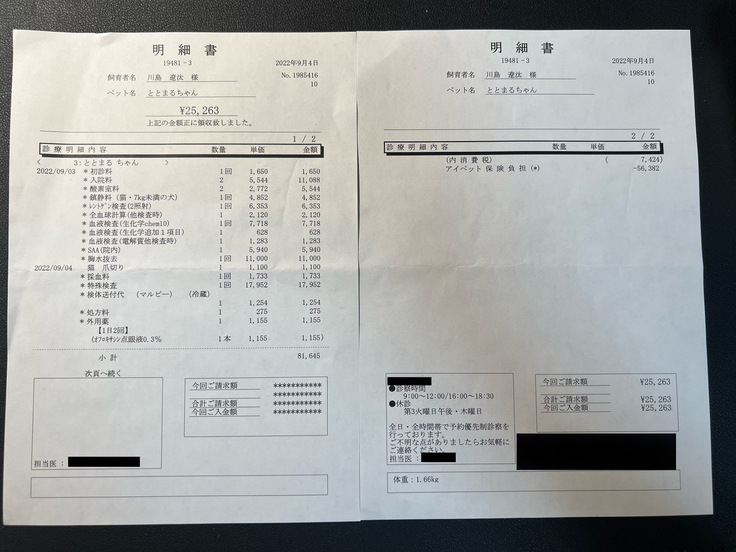 明 細 書
19481-3
2022年9月4日
飼育者名 川島 遼汰 様
No.1985416
10
ペット名 ととまるちゃん
¥25,263
上記の金額正に領収致しました。
1 / 2
診 療 明 細 内 容 数量 単価 金額
< 3:ととまる ちゃん >
2022/09/03 *初診料 1回 1,650 1,650
*入院料 2 5,544 11,088
*酸素室料 2 2,772 5,544
*鎮静料(猫・7kg未満の犬) 1回 4,852 4,852
*レントゲン検査(2照射) 1回 6,353 6,353
*全血球計算(他検査時) 1 2,120 2,120
*血液検査(生化学chem10) 1回 7,718 7,718
*血液検査(生化学追加1項目) 1 628 628
*血液検査(電解質他検査時) 1 1,283 1,283
*SAA(院内) 1 5,940 5,940
*胸水抜去 1回 11,000 11,000
2022/09/04 猫 爪切り 1 1,100 1,100
*採血料 1回 1,733 1,733
*特殊検査 1回 17,952 17,952
*検体送付代 (マルピー) (冷蔵)
1 1,254 1,254
*処方料 1 275 275
*外用薬 1 1,155 1,155
【1日2回】
(オフロキサシン点眼液0.3% 1本 1,155 1,155)
小 計 81,645
次頁へ続く
今回ご請求額 ***********
***********
合計ご請求額 ***********
今回ご入金額 ***********
担当医:
明 細 書
19481-3
2022年9月4日
飼育者名 川島 遼汰 様
No.1985416
10
ペット名 ととまるちゃん
2 / 2
診 療 明 細 内 容 数量 単価 金額
(内 消 費 税) ( 7,424)
アイペット 保 険 負 担 (*) -56,382
●診察時間
9:00~12:00/16:00~18:30
●休診
第3火曜日午後・木曜日
全日・全時間帯で予約優先制診察を
行っております。
ご不明な点がありましたらお気軽に
ご連絡ください。
担当医:
今回ご請求額 ¥25,263
合計ご請求額 ¥25,263
今回ご入金額 ¥25,263
体重:1.66kg